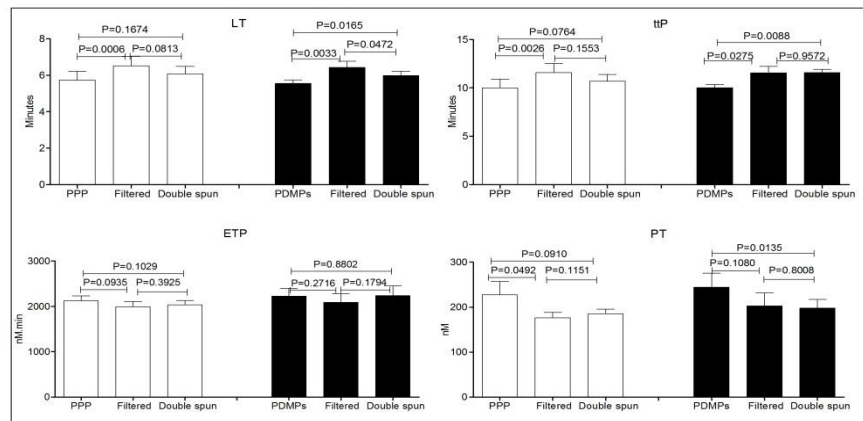 LT
P=0.1674
P=0.0006
P=0.0813
P=0.0165
P=0.0033
P=0.0472
Minutes
8
6
4
2
0
PPP
Filtered
Double spun
PDMPs
Filtered
Double spun
ttP
P=0.0764
P=0.0026
P=0.1553
P=0.0088
P=0.0275
P=0.9572
Minutes
15
10
5
0
PPP
Filtered
Double spun
PDMPs
Filtered
Double spun
ETP
P=0.1029
P=0.0935
P=0.3925
P=0.8802
P=0.2716
P=0.1794
nM.min
3000
2000
1000
0
PPP
Filtered
Double spun
PDMPs
Filtered
Double spun
PT
P=0.0910
P=0.0492
P=0.1151
P=0.0135
P=0.1080
P=0.8008
nM
300
200
100
0
PPP
Filtered
Double spun
PDMPs
Filtered
Double spun